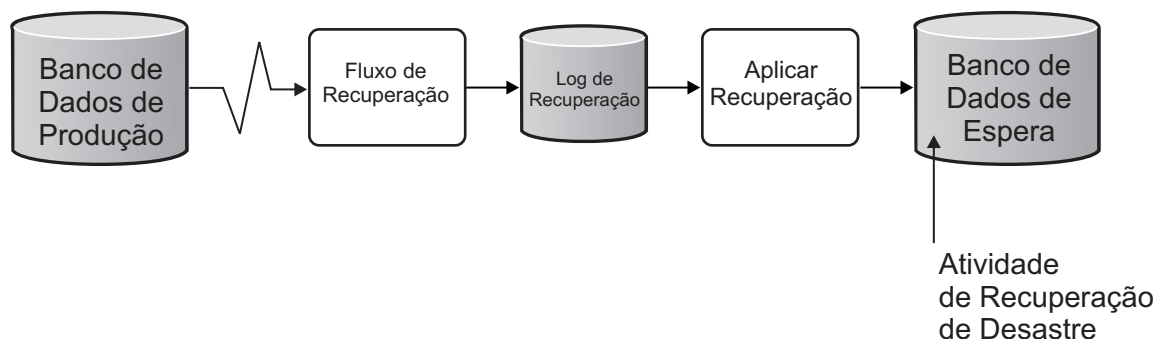 Banco de
Dados de
Produção
Fluxo de
Recuperação
Log de
Recuperação
Aplicar
Recuperação
Banco de
Dados de
Espera
Atividade
de Recuperação
de Desastre